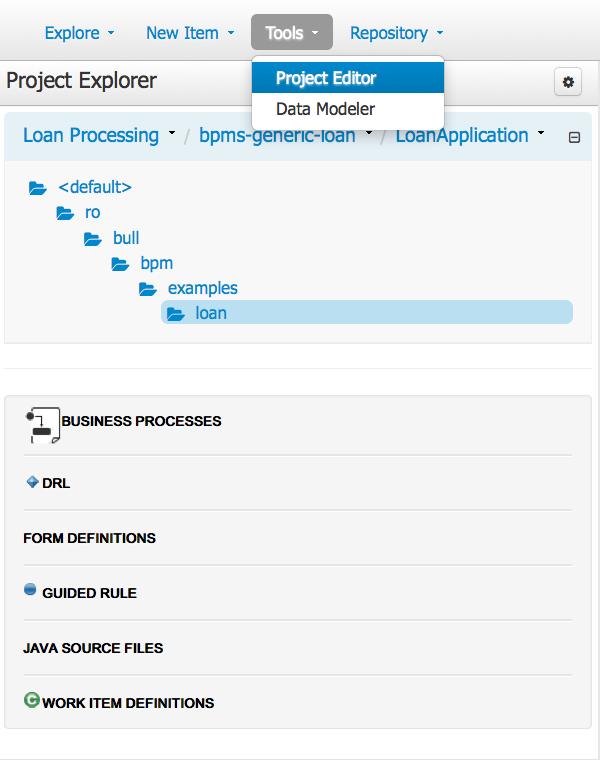 Explore New Item Tools Repository
Project Explorer
Project Editor
Data Modeler
Loan Processing / bpms-generic-loan / LoanApplication
<default>
ro
bull
bpm
examples
loan
BUSINESS PROCESSES
DRL
FORM DEFINITIONS
GUIDED RULE
JAVA SOURCE FILES
C WORK ITEM DEFINITIONS